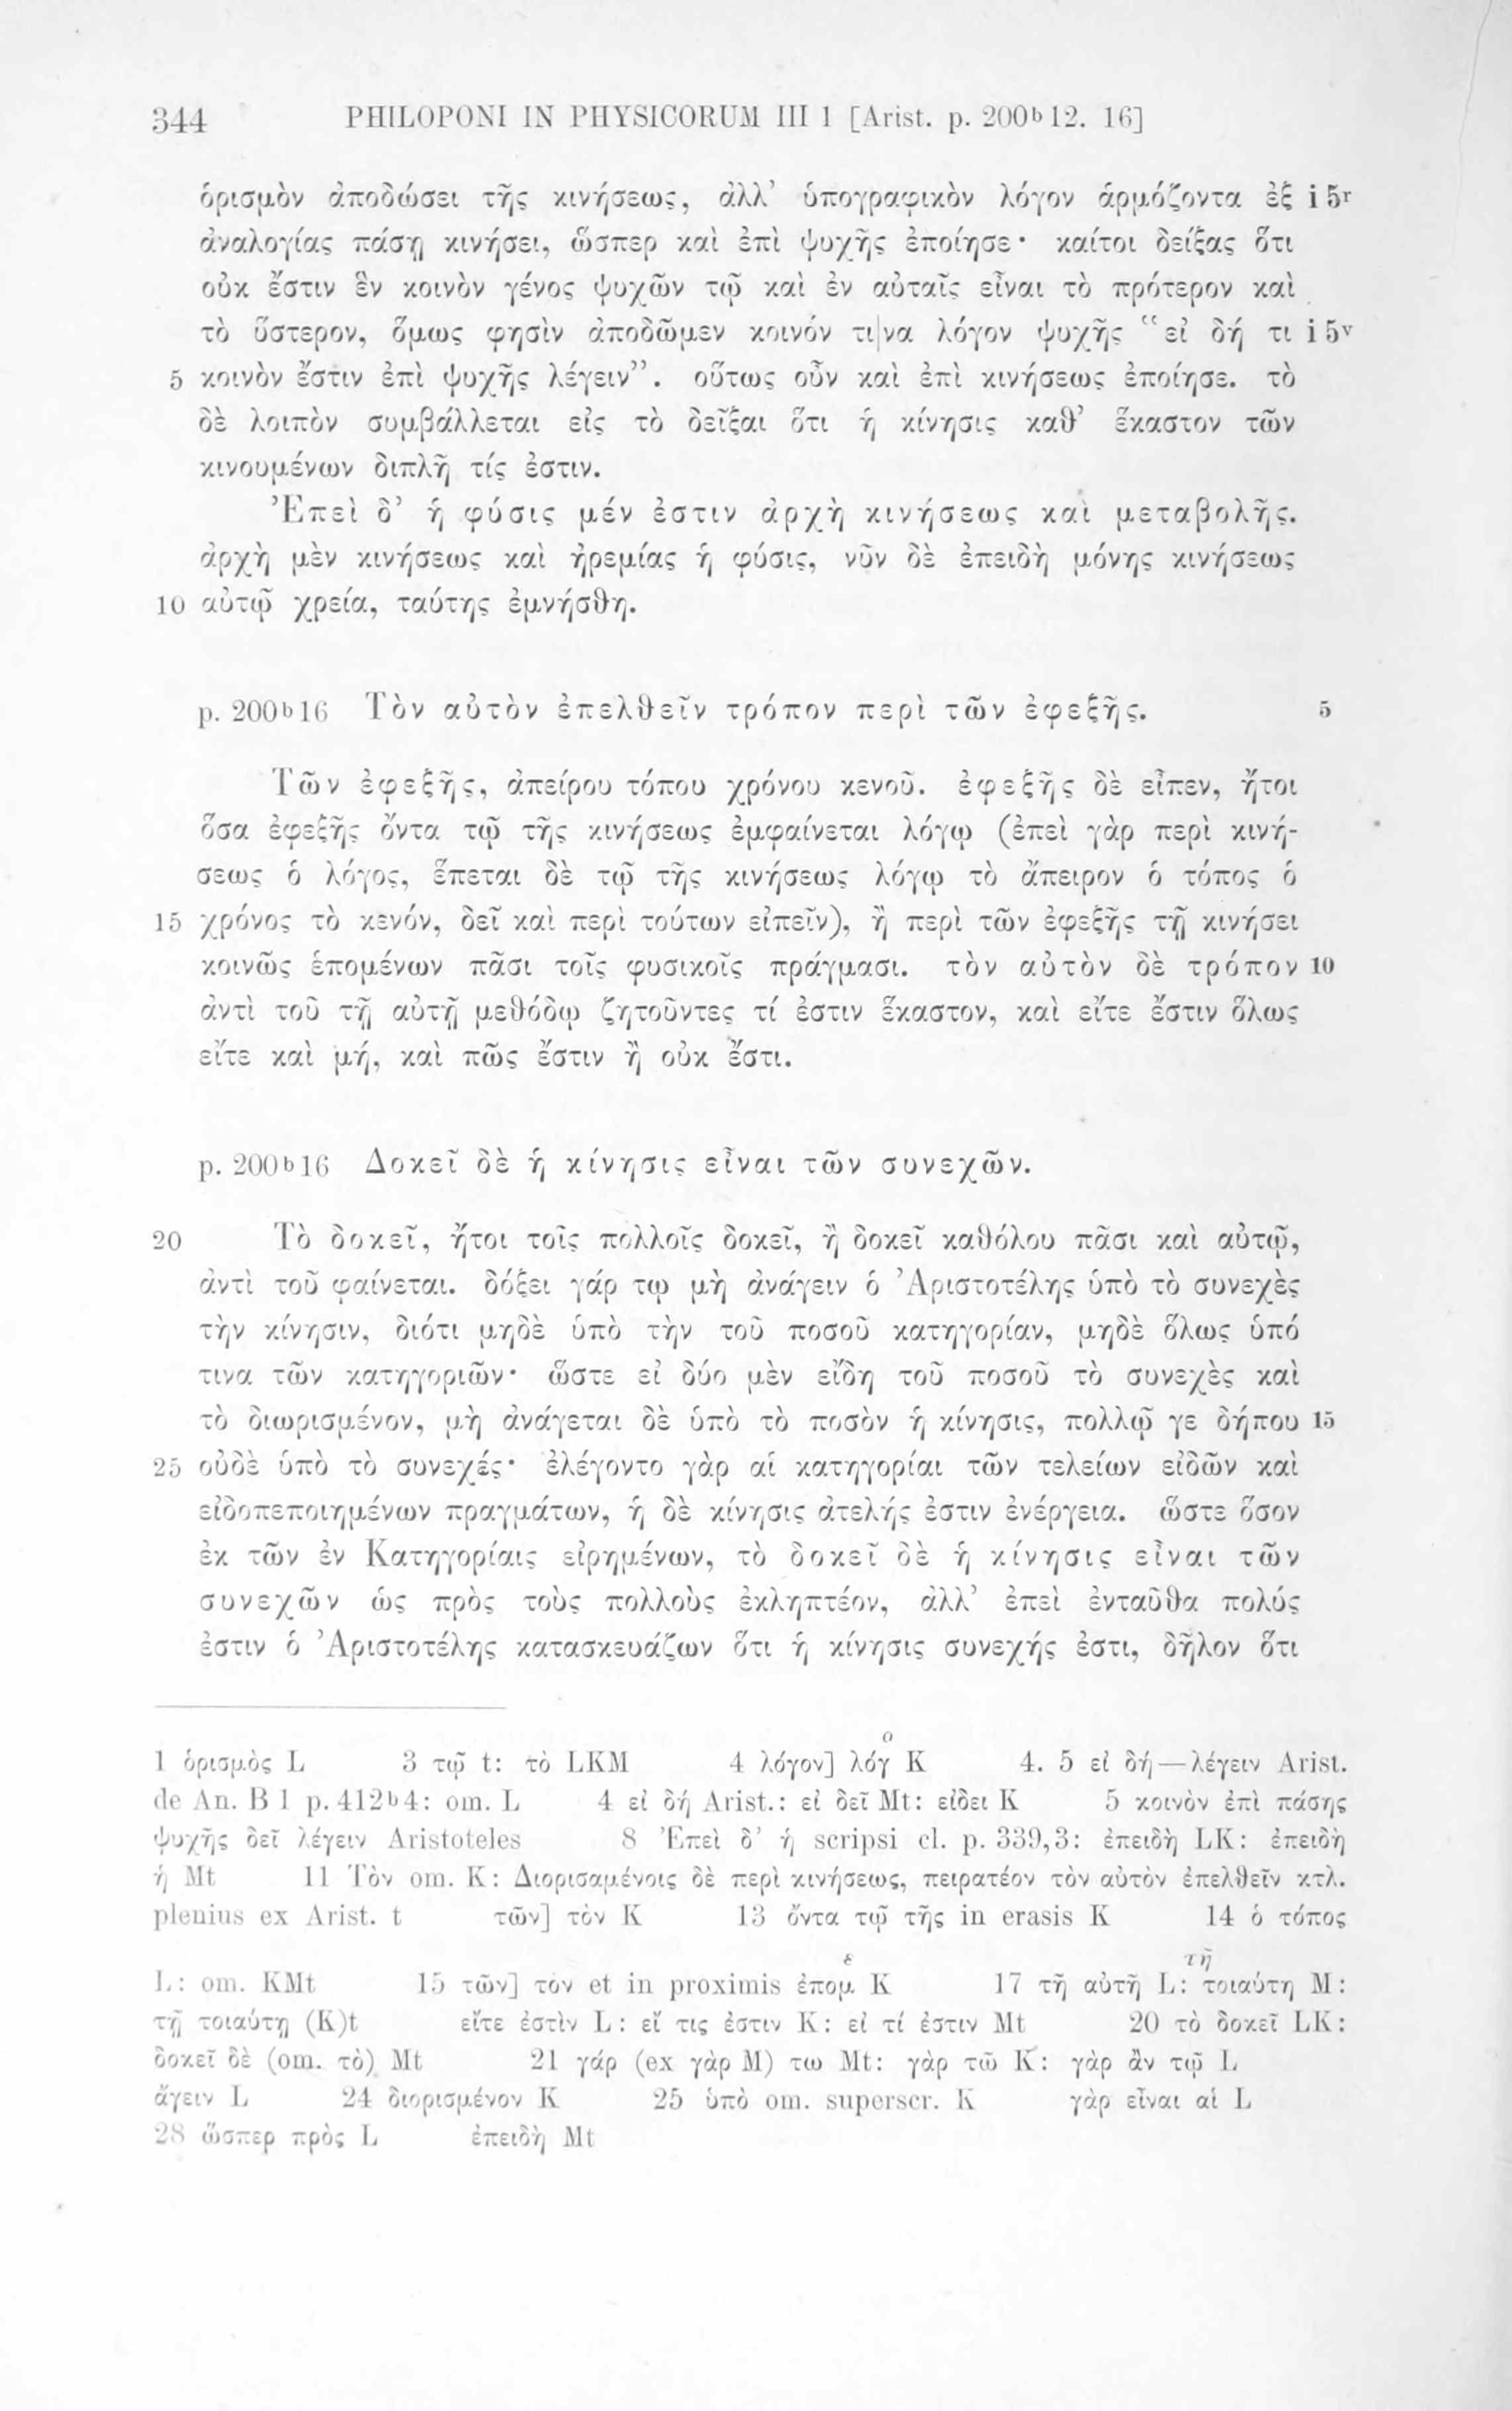 344 PHILOPONI IN PHYSICORUM III 1 [Arist. p. 200ᵇ12. 16]
ὁρισμὸν ἀποδώσει τῆς κινήσεως, ἀλλ’ ὑπογραφικὸν λόγον ἁρμόζοντα ἐξ i 5ʳ
ἀναλογίας πάσῃ κινήσει, ὥσπερ καὶ ἐπὶ ψυχῆς ἐποίησε· καίτοι δείξας ὅτι
οὐκ ἔστιν ἓν κοινὸν γένος ψυχῶν τῷ καὶ ἐν αὐταῖς εἶναι τὸ πρότερον καὶ
τὸ ὕστερον, ὅμως φησὶν ἀποδῶμεν κοινόν τι|να λόγον ψυχῆς “εἰ δή τι i 5ᵛ
5 κοινὸν ἔστιν ἐπὶ ψυχῆς λέγειν”. οὕτως οὖν καὶ ἐπὶ κινήσεως ἐποίησε. τὸ
δὲ λοιπὸν συμβάλλεται εἰς τὸ δεῖξαι ὅτι ἡ κίνησις καθ’ ἕκαστον τῶν
κινουμένων διπλῆ τίς ἐστιν.
Ἐπεὶ δ’ ἡ φύσις μέν ἐστιν ἀρχὴ κινήσεως καὶ μεταβολῆς.
ἀρχὴ μὲν κινήσεως καὶ ἠρεμίας ἡ φύσις, νῦν δὲ ἐπειδὴ μόνης κινήσεως
10 αὐτῷ χρεία, ταύτης ἐμνήσθη.
p. 200ᵇ16 Τὸν αὐτὸν ἐπελθεῖν τρόπον περὶ τῶν ἐφεξῆς. 5
Τῶν ἐφεξῆς, ἀπείρου τόπου χρόνου κενοῦ. ἐφεξῆς δὲ εἶπεν, ἤτοι
ὅσα ἐφεξῆς ὄντα τῷ τῆς κινήσεως ἐμφαίνεται λόγῳ (ἐπεὶ γὰρ περὶ κινή-
σεως ὁ λόγος, ἕπεται δὲ τῷ τῆς κινήσεως λόγῳ τὸ ἄπειρον ὁ τόπος ὁ
15 χρόνος τὸ κενόν, δεῖ καὶ περὶ τούτων εἰπεῖν), ἢ περὶ τῶν ἐφεξῆς τῇ κινήσει
κοινῶς ἑπομένων πᾶσι τοῖς φυσικοῖς πράγμασι. τὸν αὐτὸν δὲ τρόπον 10
ἀντὶ τοῦ τῇ αὐτῇ μεθόδῳ ζητοῦντες τί ἐστιν ἕκαστον, καὶ εἴτε ἔστιν ὅλως
εἴτε καὶ μή, καὶ πῶς ἔστιν ἢ οὐκ ἔστι.
p. 200ᵇ16 Δοκεῖ δὲ ἡ κίνησις εἶναι τῶν συνεχῶν.
20 Τὸ δοκεῖ, ἤτοι τοῖς πολλοῖς δοκεῖ, ἢ δοκεῖ καθόλου πᾶσι καὶ αὐτῷ,
ἀντὶ τοῦ φαίνεται. δόξει γάρ τῳ μὴ ἀνάγειν ὁ Ἀριστοτέλης ὑπὸ τὸ συνεχὲς
τὴν κίνησιν, διότι μηδὲ ὑπὸ τὴν τοῦ ποσοῦ κατηγορίαν, μηδὲ ὅλως ὑπό
τινα τῶν κατηγοριῶν· ὥστε εἰ δύο μὲν εἴδη τοῦ ποσοῦ τὸ συνεχὲς καὶ
τὸ διωρισμένον, μὴ ἀνάγεται δὲ ὑπὸ τὸ ποσὸν ἡ κίνησις, πολλῷ γε δήπου 15
25 οὐδὲ ὑπὸ τὸ συνεχές· ἐλέγοντο γὰρ αἱ κατηγορίαι τῶν τελείων εἰδῶν καὶ
εἰδοπεποιημένων πραγμάτων, ἡ δὲ κίνησις ἀτελής ἐστιν ἐνέργεια. ὥστε ὅσον
ἐκ τῶν ἐν Κατηγορίαις εἰρημένων, τὸ δοκεῖ δὲ ἡ κίνησις εἶναι τῶν
συνεχῶν ὡς πρὸς τοὺς πολλοὺς ἐκληπτέον, ἀλλ’ ἐπεὶ ἐνταῦθα πολύς
ἐστιν ὁ Ἀριστοτέλης κατασκευάζων ὅτι ἡ κίνησις συνεχής ἐστι, δῆλον ὅτι
1 ὁρισμὸς L 3 τῷ t: τὸ LKM 4 λόγον] λόγ<sup>ο</sup> K 4. 5 εἰ δή—λέγειν Arist.
de An. B 1 p. 412ᵇ4: om. L 4 εἰ δή Arist.: εἰ δεῖ Mt: εἰδει K 5 κοινὸν ἐπὶ πάσης
ψυχῆς δεῖ λέγειν Aristoteles 8 Ἐπεὶ δ’ ἡ scripsi cl. p. 339,3: ἐπειδὴ LK: ἐπειδὴ
ἡ Mt 11 Τὸν om. K: Διορισαμένοις δὲ περὶ κινήσεως, πειρατέον τὸν αὐτὸν ἐπελθεῖν κτλ.
plenius ex Arist. t τῶν] τὸν K 13 ὄντα τῷ τῆς in erasis K 14 ὁ τόπος
L: om. KMt 15 τῶν] τὸν et in proximis ἑπομ<sup>ε</sup> K 17 τῇ αὐτῇ L: τοιαύτη<sup>τῇ</sup> M:
τῇ τοιαύτῃ (K)t εἴτε ἐστὶν L: εἴ τις ἐστιν K: εἰ τί ἐστιν Mt 20 τὸ δοκεῖ LK:
δοκεῖ δὲ (om. τὸ) Mt 21 γάρ (ex γὰρ M) τω Mt: γὰρ τῶ K: γὰρ ἂν τῷ L
ἄγειν L 24 διορισμένον K 25 ὑπὸ om. superscr. K γὰρ εἶναι αἱ L
28 ὥσπερ πρὸς L ἐπειδὴ Mt